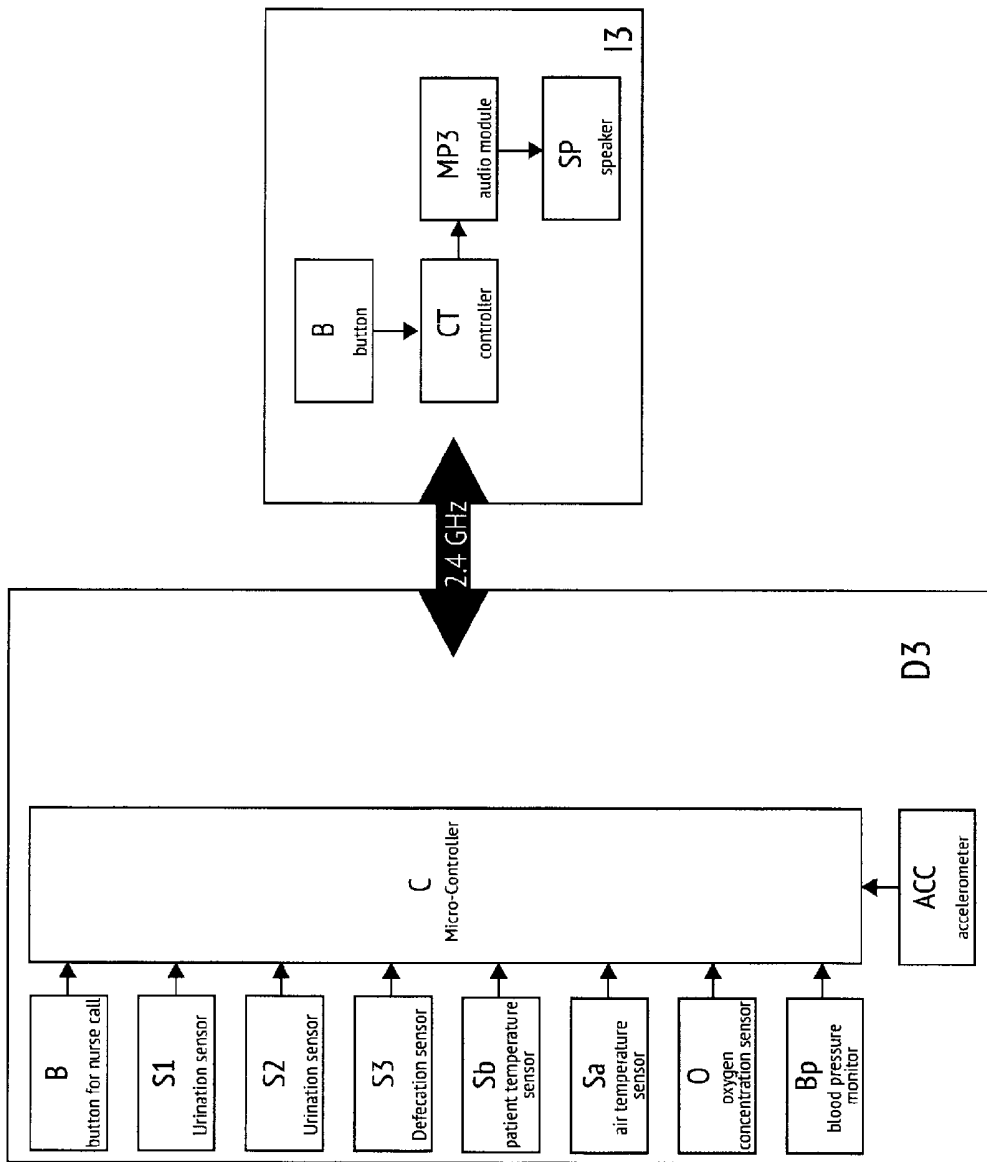 B
button for nurse call
S1
Urination sensor
S2
Urination sensor
S3
Defecation sensor
Sb
patient temperature
sensor
Sa
air temperature
sensor
O
oxygen
concentration sensor
Bp
blood pressure
monitor
C
Micro-Controller
ACC
accelerometer
D3
2.4 GHz
B
button
CT
controller
MP3
audio module
SP
speaker
I3